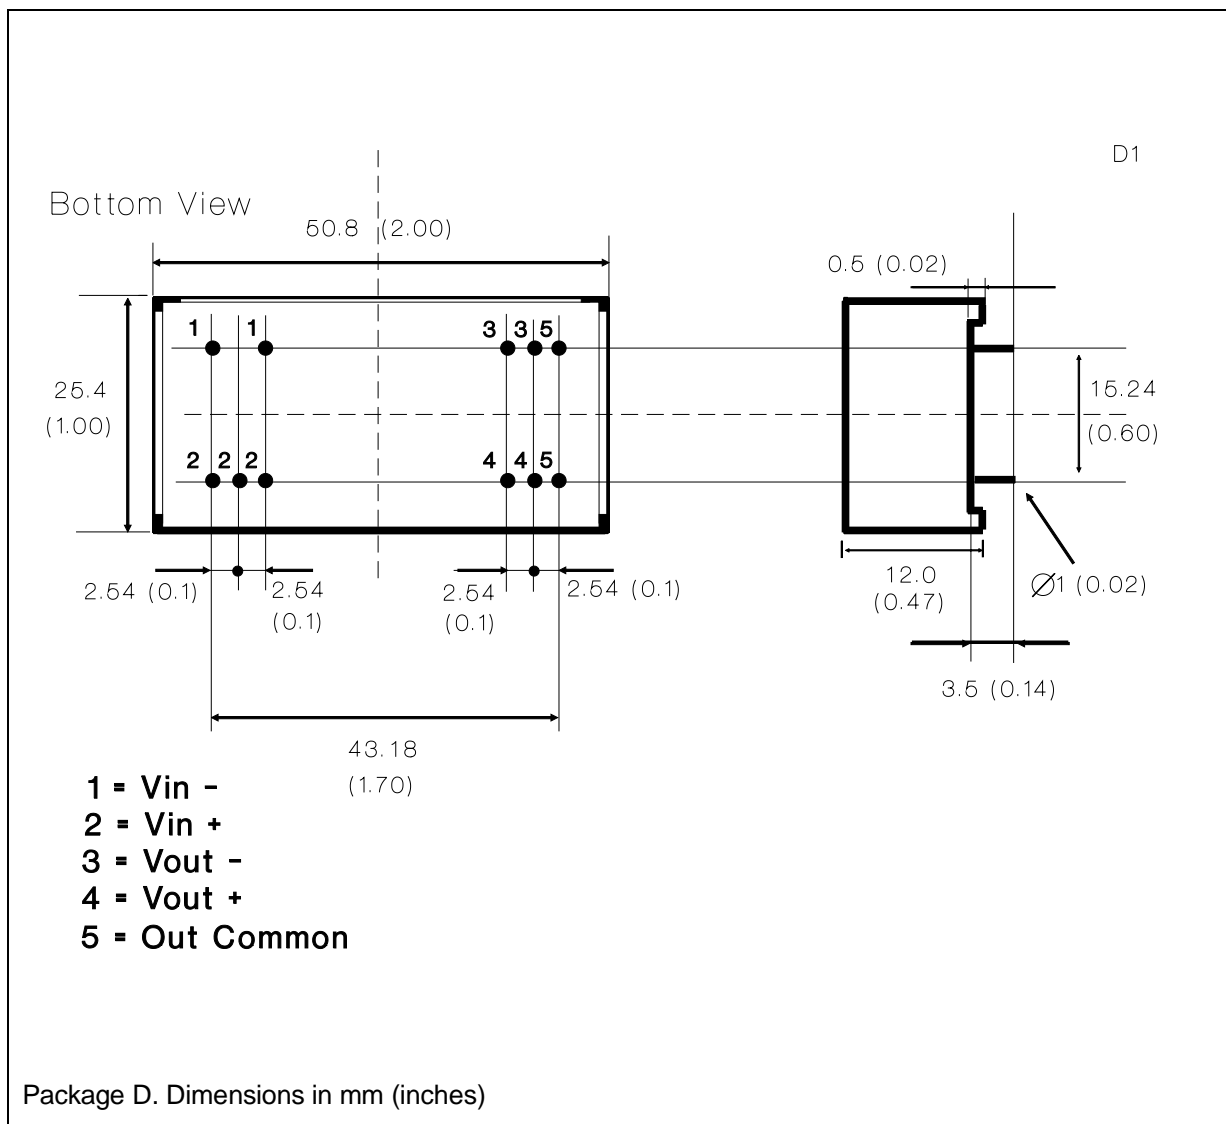 D1
Bottom View
50.8 (2.00)
0.5 (0.02)
1 1 3 3 5
25.4
(1.00)
15.24
(0.60)
2 2 2 4 4 5
2.54 (0.1)
2.54
(0.1)
2.54
(0.1)
2.54 (0.1)
12.0
(0.47)
Ø1 (0.02)
3.5 (0.14)
43.18
(1.70)
1 = Vin -
2 = Vin +
3 = Vout -
4 = Vout +
5 = Out Common
Package D. Dimensions in mm (inches)